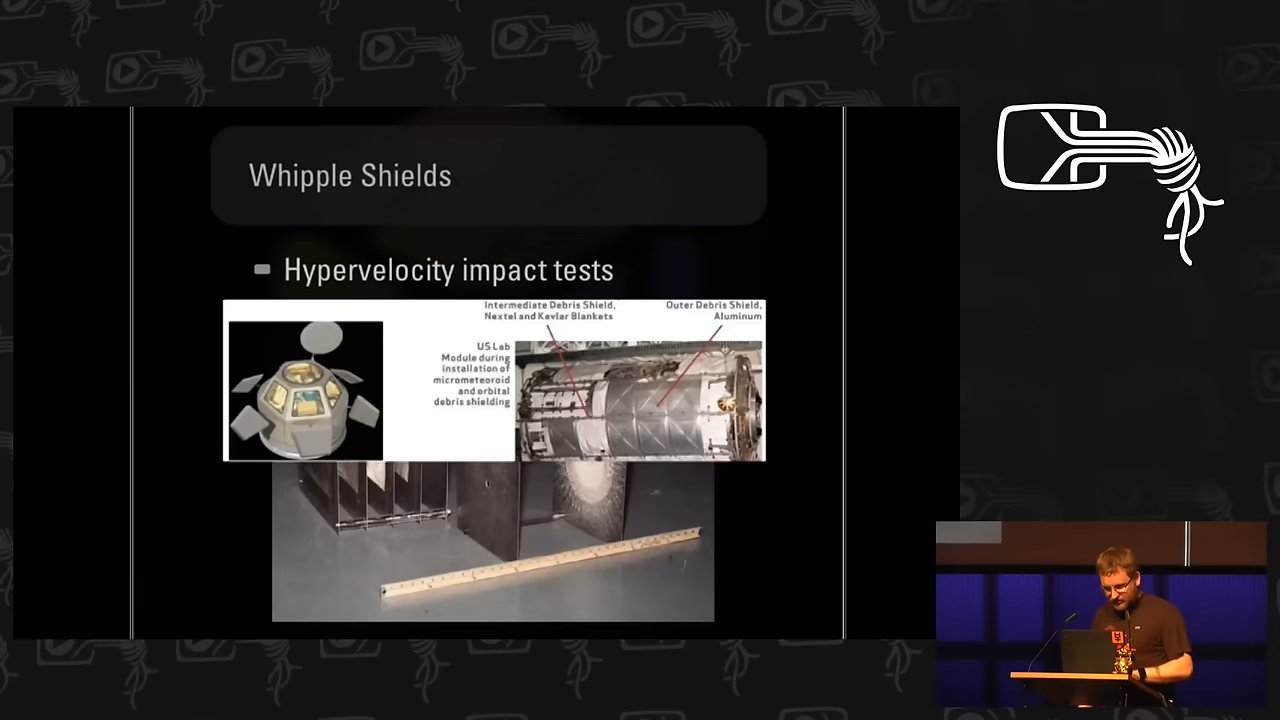 Whipple Shields
Hypervelocity impact tests
Intermediate Debris Shield,
Nextel and Kevlar Blankets
Outer Debris Shield,
Aluminum
US Lab
Module during
installation of
micrometeoroid
and orbital
debris shielding